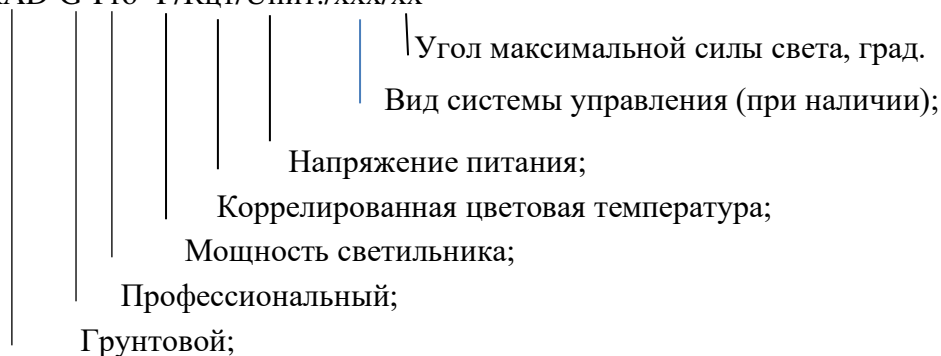 Угол максимальной силы света, град.
Вид системы управления (при наличии);
Напряжение питания;
Коррелированная цветовая температура;
Мощность светильника;
Профессиональный;
Грунтовой;